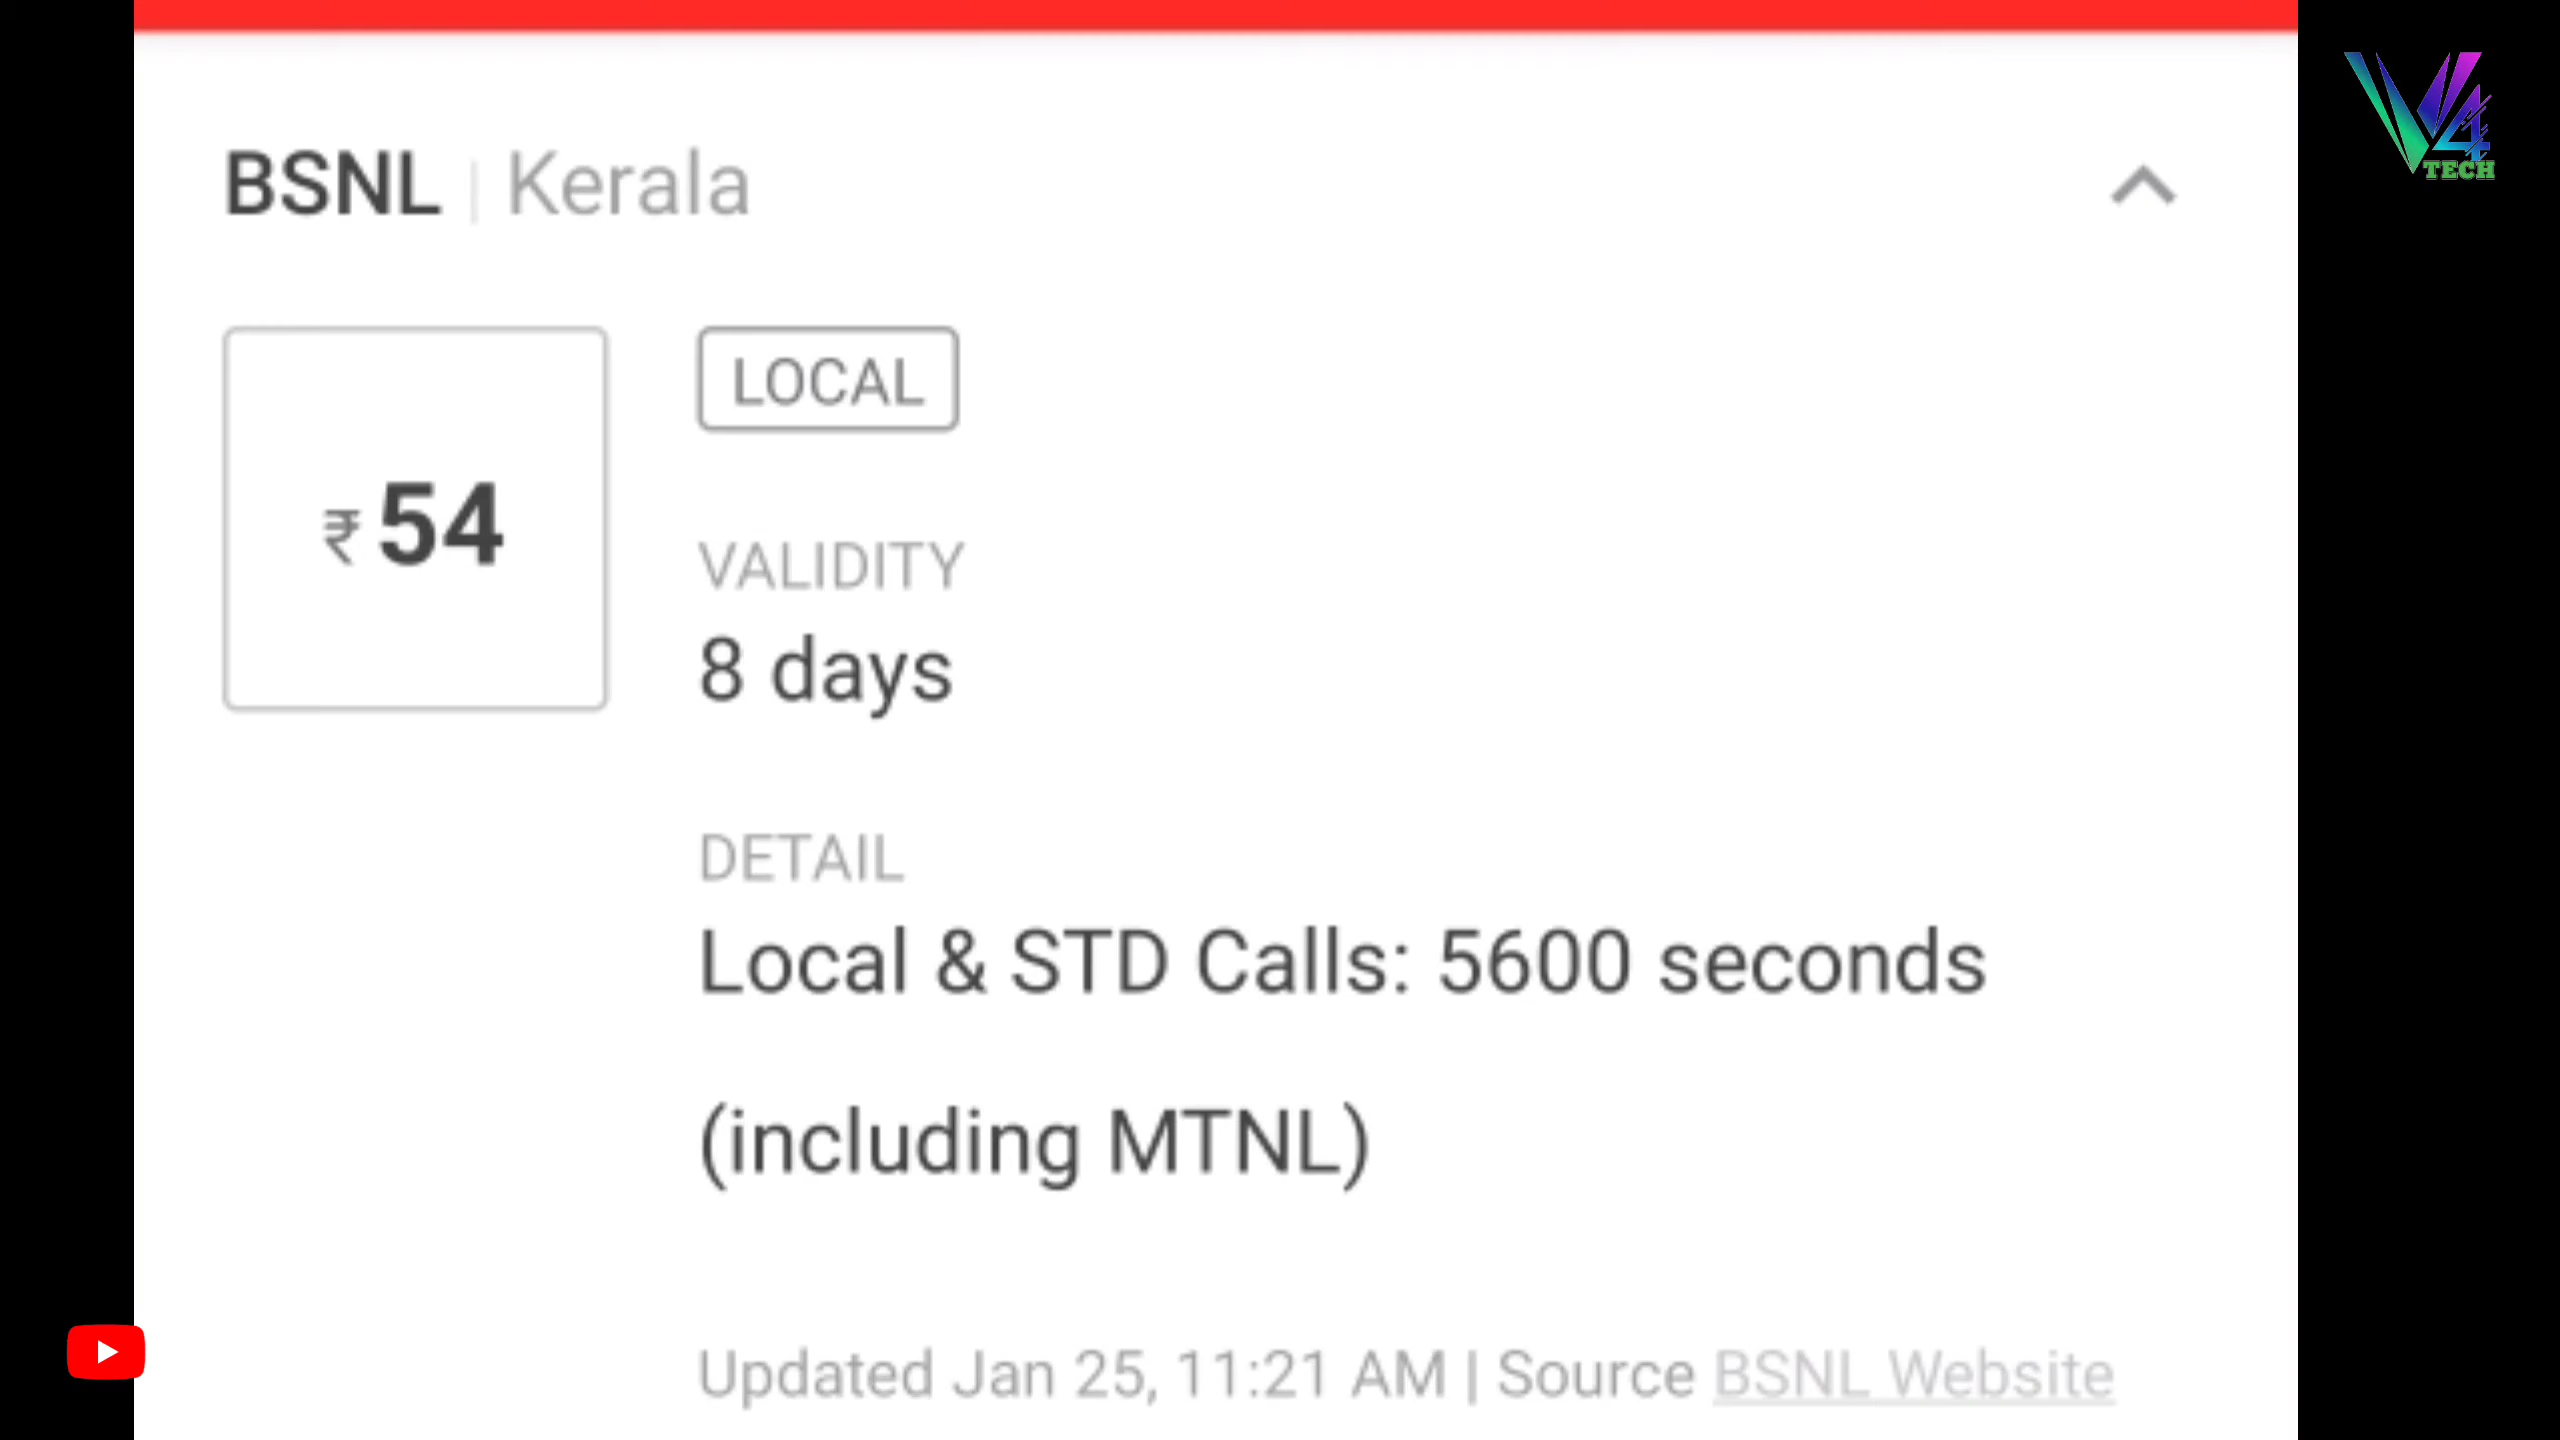 BSNL | Kerala
LOCAL
₹ 54
VALIDITY
8 days
DETAIL
Local & STD Calls: 5600 seconds
(including MTNL)
Updated Jan 25, 11:21 AM | Source BSNL Website
V4
TECH